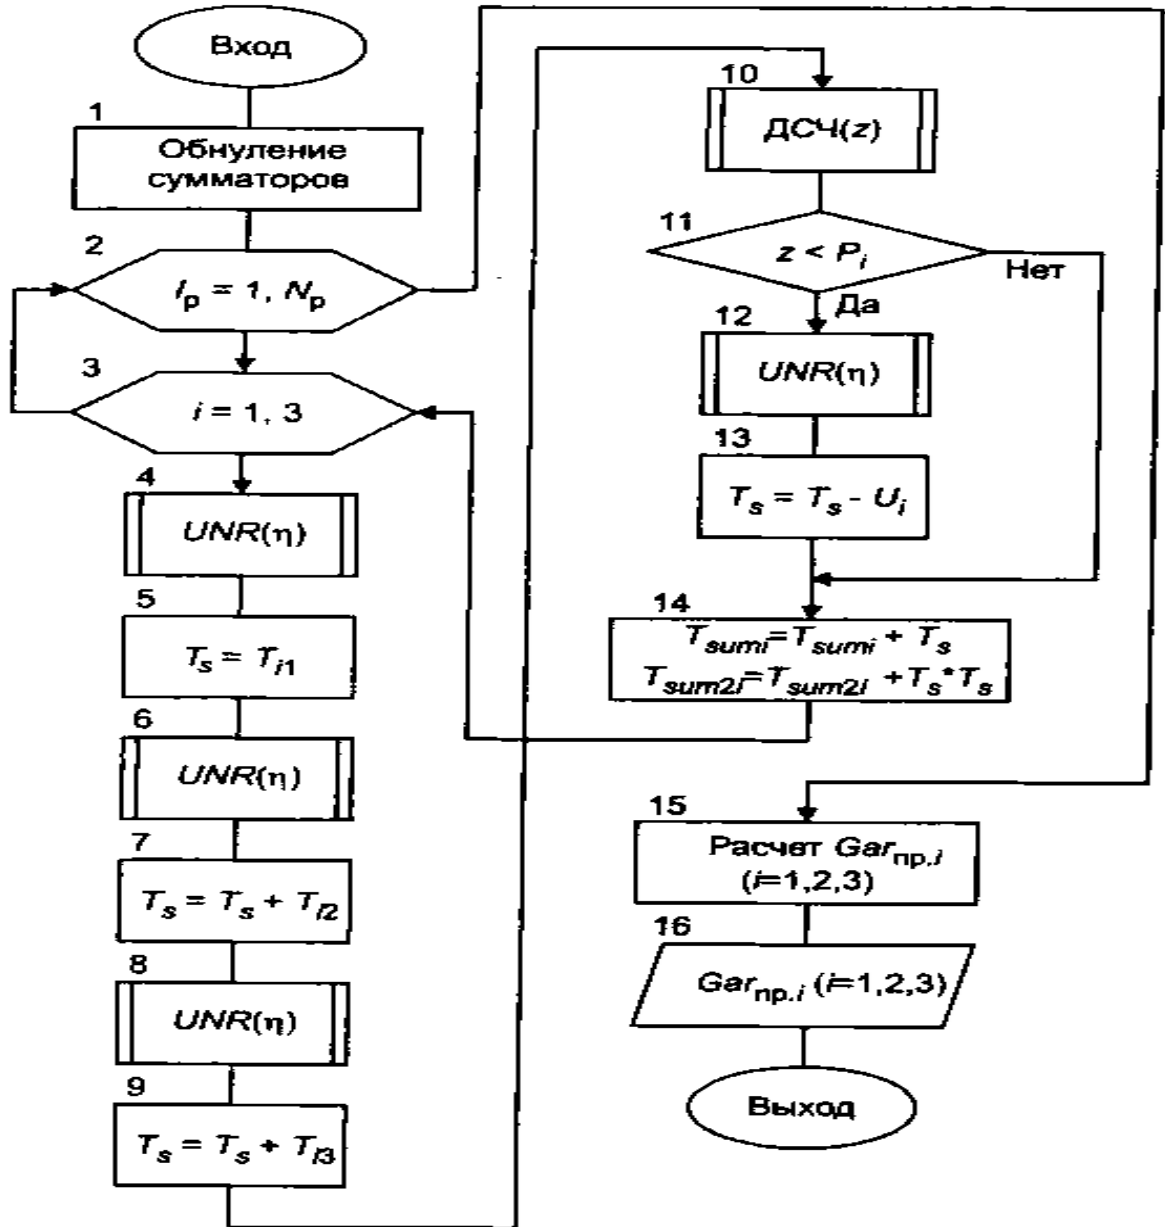 Вход
1
Обнуление
сумматоров
2
Iр = 1, Nр
3
i = 1, 3
4
UNR(η)
5
Ts = Ti1
6
UNR(η)
7
Ts = Ts + Ti2
8
UNR(η)
9
Ts = Ts + Ti3
10
ДСЧ(z)
11
z < Pi
Нет
Да
12
UNR(η)
13
Ts = Ts - Ui
14
Tsumi=Tsumi + Ts
Tsum2i=Tsum2i +Ts*Ts
15
Расчет Garпр.i
(i=1,2,3)
16
Garпр.i (i=1,2,3)
Выход